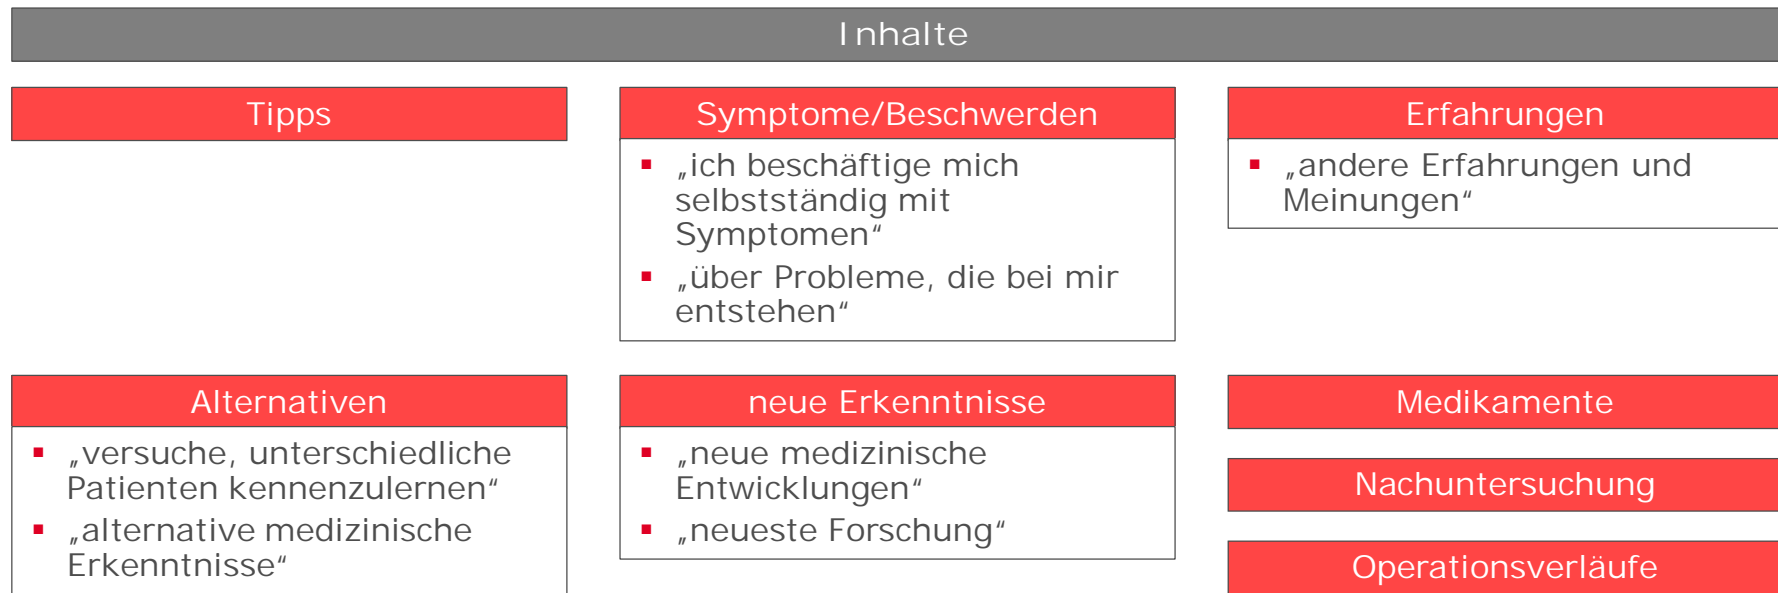 Inhalte
Tipps
Symptome/Beschwerden
▪ „ich beschäftige mich
selbstständig mit
Symptomen“
▪ „über Probleme, die bei mir
entstehen“
Erfahrungen
▪ „andere Erfahrungen und
Meinungen“
Alternativen
▪ „versuche, unterschiedliche
Patienten kennenzulernen“
▪ „alternative medizinische
Erkenntnisse“
neue Erkenntnisse
▪ „neue medizinische
Entwicklungen“
▪ „neueste Forschung“
Medikamente
Nachuntersuchung
Operationsverläufe